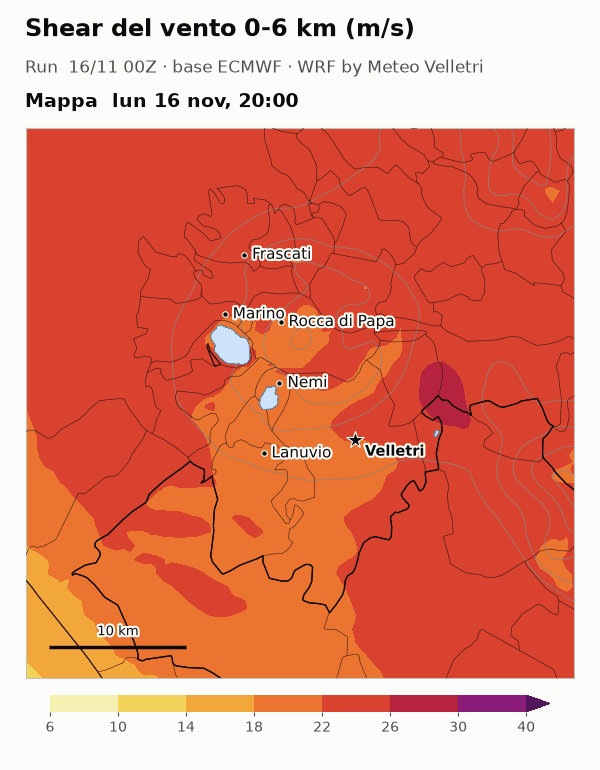 Shear del vento 0-6 km (m/s)
Run  16/11 00Z · base ECMWF · WRF by Meteo Velletri
Mappa  lun 16 nov, 20:00
Frascati
Marino
Rocca di Papa
Nemi
Velletri
Lanuvio
10 km
6 10 14 18 22 26 30 40